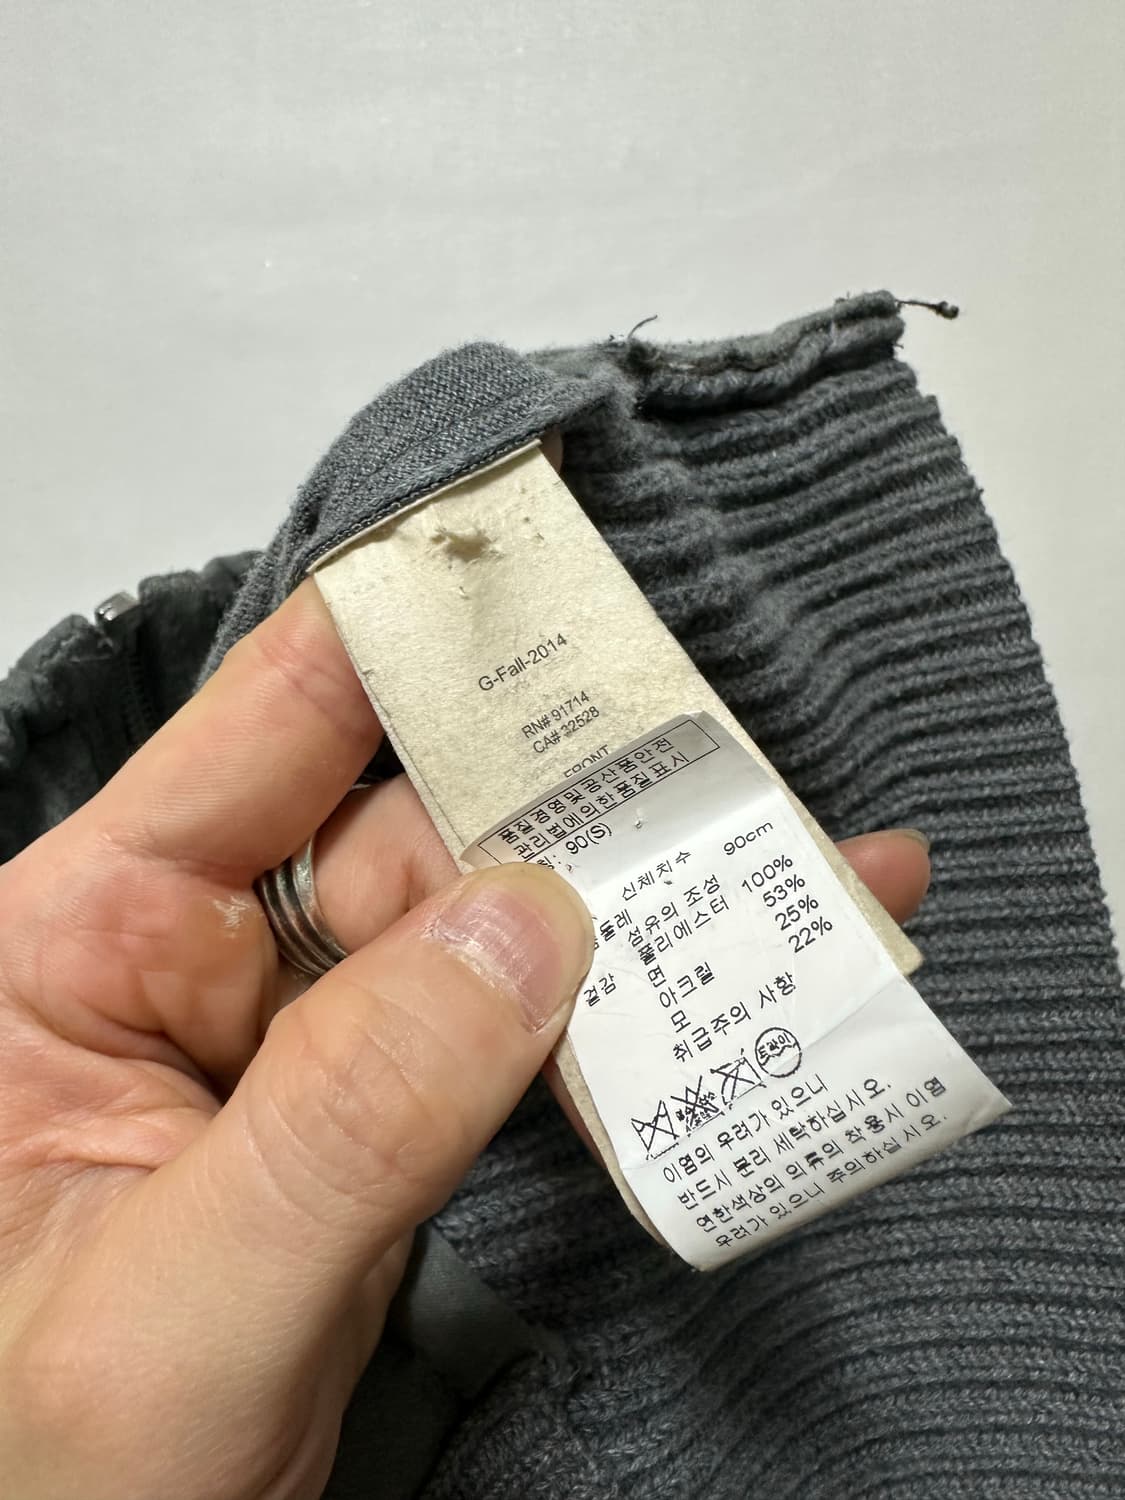 G-Fall-2014
RN# 91714
CA# 32528
FRONT
품질경영및공산품안전
관리법에의한품질표시
90(S)
신체치수 90cm
둘레
섬유의 조성 100%
폴리에스터 53%
겉감 면 25%
아크릴 22%
모
취급주의 사항
드라이
이염의 우려가 있으니
반드시 분리 세탁하십시오.
연한색상의 의류의 착용시 이염
우려가 있으니 주의하십시오.